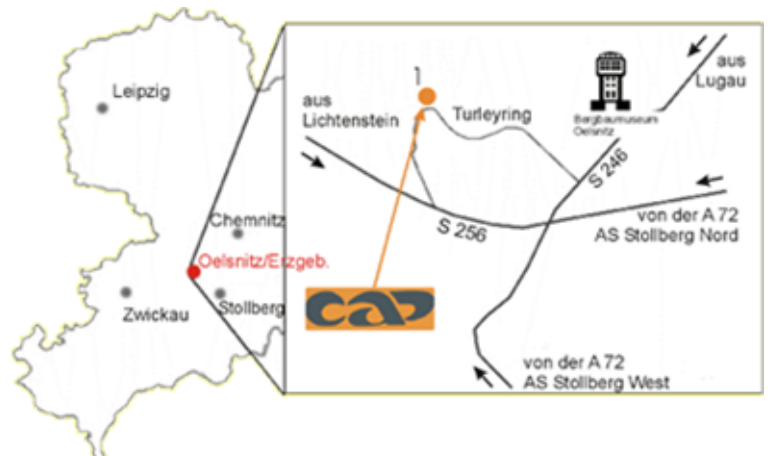 Leipzig
Chemnitz
Oelsnitz/Erzgeb.
Zwickau
Stollberg
1
aus
Lichtenstein
Turleyring
Bergbaumuseum
Oelsnitz
aus
Lugau
S 246
S 256
von der A 72
AS Stollberg Nord
cap
von der A 72
AS Stollberg West